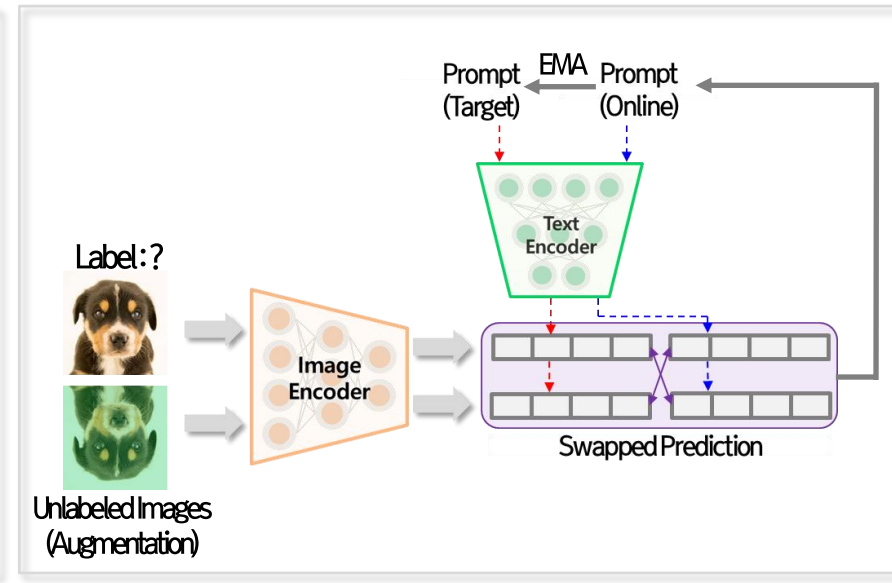 Prompt
(Target)
EMA
Prompt
(Online)
Text
Encoder
Label:?
Image
Encoder
Swapped Prediction
Unlabeled Images
(Augmentation)